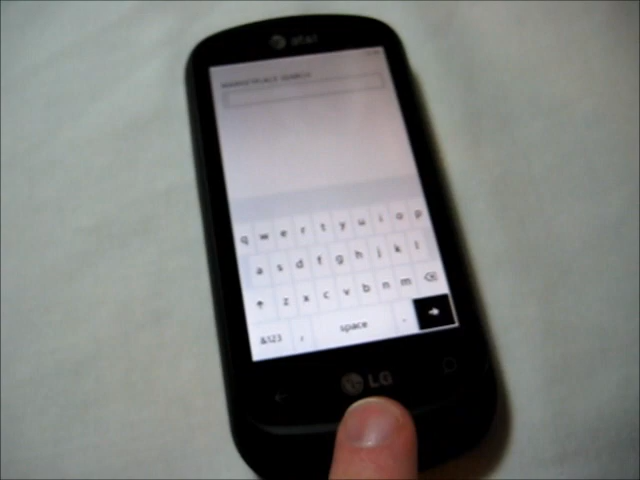 at&t
MARKETPLACE SEARCH
q w e r t y u i o p
a s d f g h j k l
z x c v b n m
&123 , space .
LG